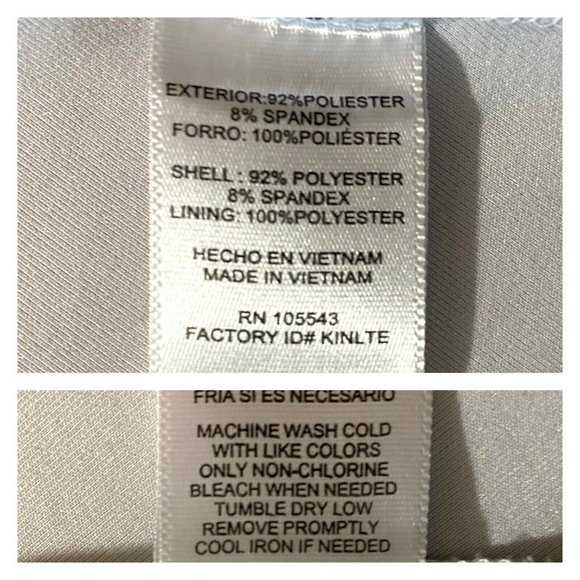 EXTERIOR:92%POLIESTER
8% SPANDEX
FORRO: 100%POLIÉSTER
SHELL : 92% POLYESTER
8% SPANDEX
LINING: 100%POLYESTER
HECHO EN VIETNAM
MADE IN VIETNAM
RN 105543
FACTORY ID# KINLTE
FRIA SI ES NECESARIO
MACHINE WASH COLD
WITH LIKE COLORS
ONLY NON-CHLORINE
BLEACH WHEN NEEDED
TUMBLE DRY LOW
REMOVE PROMPTLY
COOL IRON IF NEEDED